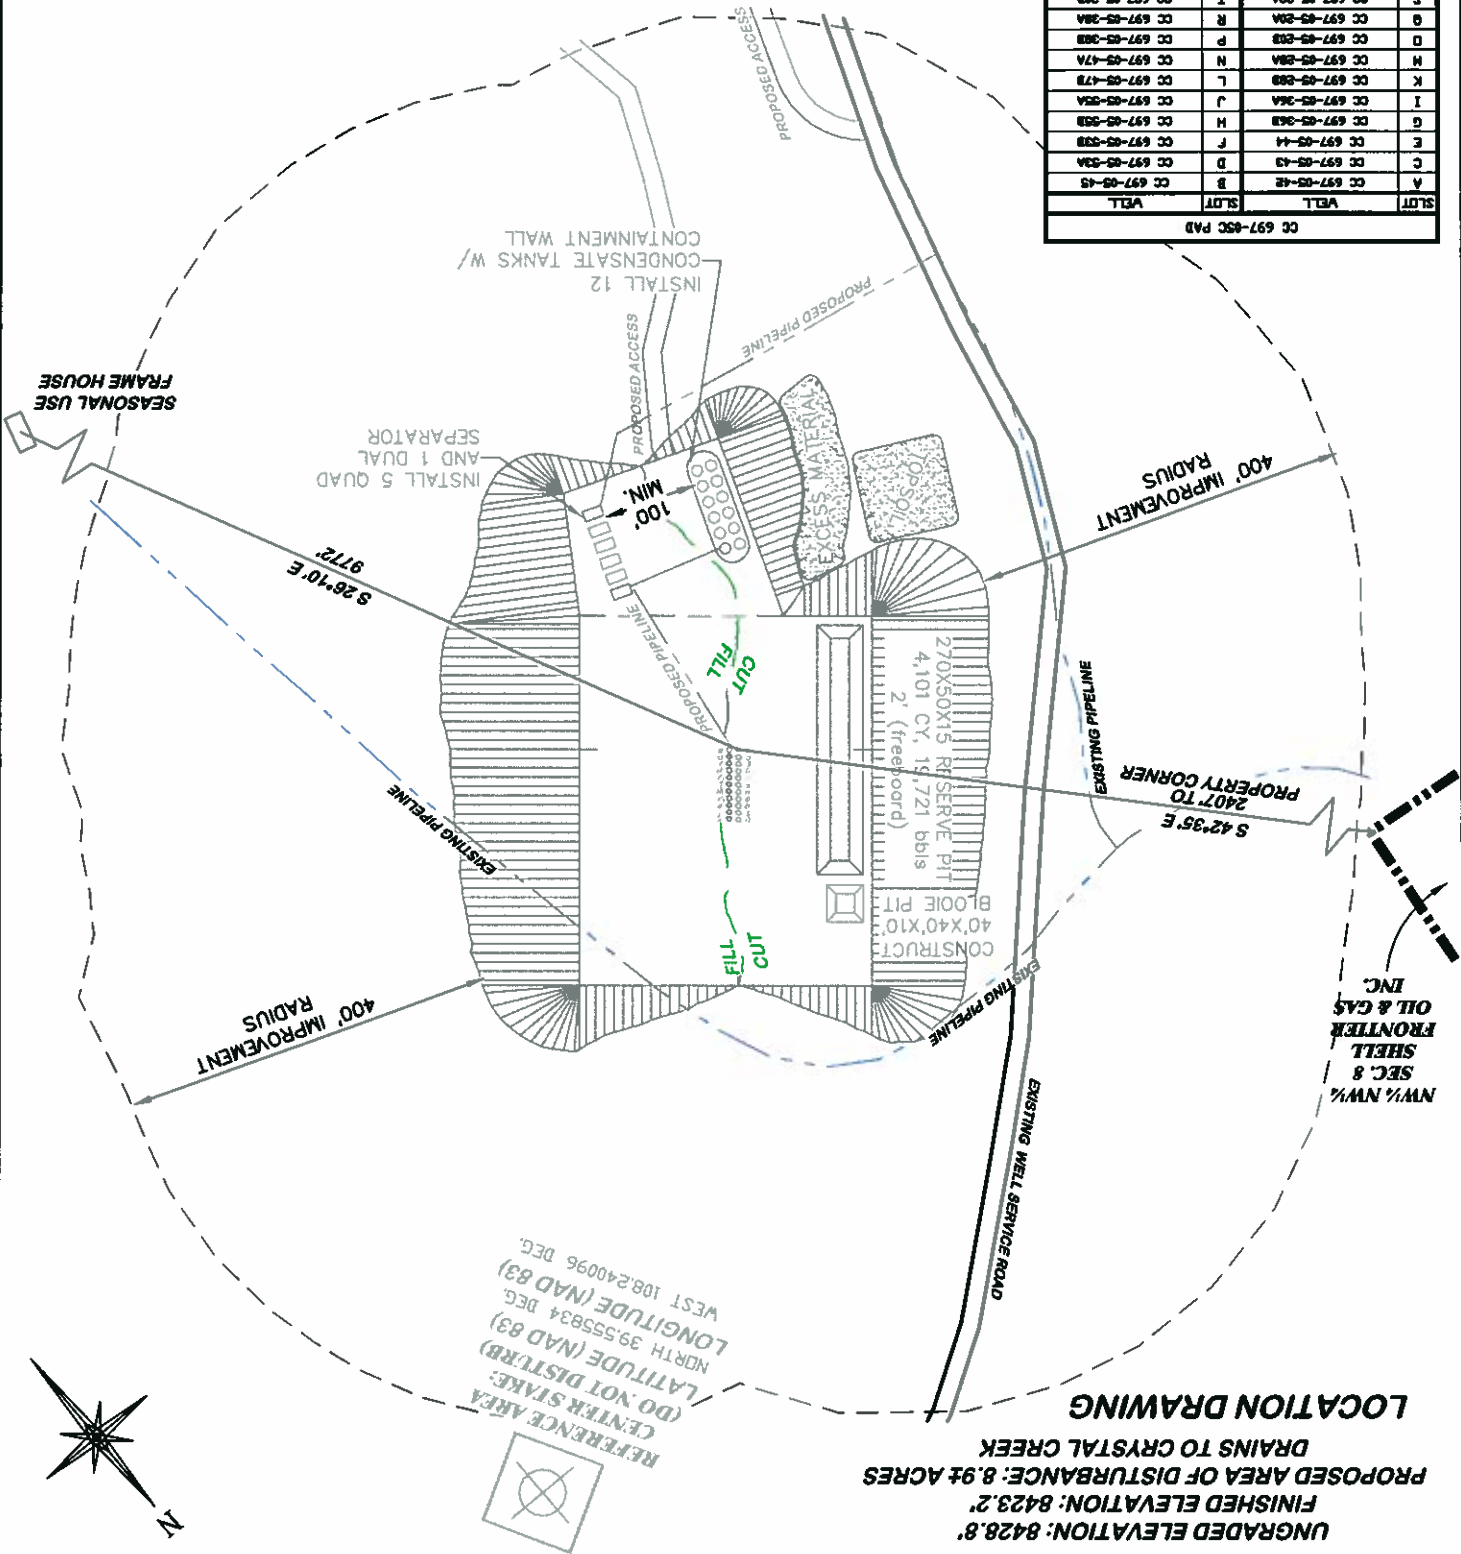 UNGRADED ELEVATION: 8428.8'
FINISHED ELEVATION: 8423.2'
PROPOSED AREA OF DISTURBANCE: 8.9± ACRES
DRAINS TO CRYSTAL CREEK
LOCATION DRAWING
N
REFERENCE AREA
CENTER STAKE:
(DO NOT DISTURB)
LATITUDE (NAD 83)
NORTH 39.555834 DEG.
LONGITUDE (NAD 83)
WEST 108.240096 DEG.
EXISTING WELL SERVICE ROAD
NW¼ NW¼
SEC. 8
SHELL
FRONTIER
OIL & GAS
INC.
400' IMPROVEMENT
RADIUS
EXISTING PIPELINE
FILL
CUT
CONSTRUCT
40'X40'X10'
BLOOIE PIT
EXISTING PIPELINE
S 42°35' E
2407' TO
PROPERTY CORNER
EXISTING PIPELINE
270X50X15 RESERVE PIT
4,101 CY, 19,721 bbls
2' (freeboard)
CUT
FILL
PROPOSED PIPELINE
S 26°10' E
9772'
400' IMPROVEMENT
RADIUS
TOPSOIL
EXCESS MATERIAL
100'
MIN.
INSTALL 5 QUAD
AND 1 DUAL
SEPARATOR
SEASONAL USE
FRAME HOUSE
PROPOSED ACCESS
PROPOSED PIPELINE
INSTALL 12
CONDENSATE TANKS W/
CONTAINMENT WALL
PROPOSED ACCESS
PROPOSED ACCESS
CC 697-05C PAD
SLOT WELL SLOT WELL
A CC 697-05-42 B CC 697-05-45
C CC 697-05-43 D CC 697-05-53A
E CC 697-05-44 F CC 697-05-53B
G CC 697-05-36B H CC 697-05-55B
I CC 697-05-36A J CC 697-05-55A
K CC 697-05-28B L CC 697-05-47B
M CC 697-05-28A N CC 697-05-47A
O CC 697-05-20B P CC 697-05-38B
Q CC 697-05-20A R CC 697-05-38A